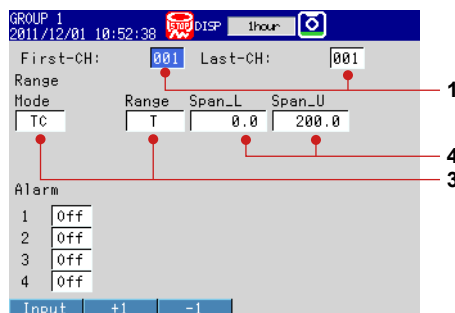 GROUP 1
2011/12/01 10:52:38 STOP DISP 1hour
First-CH: 001 Last-CH: 001
1
Range
Mode Range Span_L Span_U
TC T 0.0 200.0
4
3
Alarm
1 Off
2 Off
3 Off
4 Off
Input +1 -1